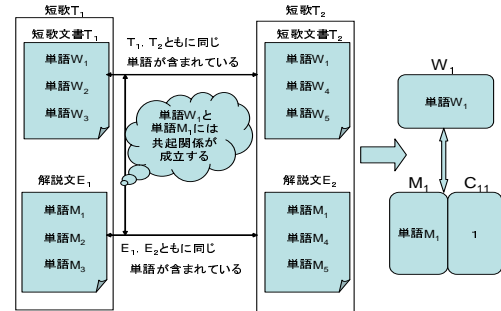 短歌T1
短歌文書T1
単語W1
単語W2
単語W3
解説文E1
単語M1
単語M2
単語M3
T1，T2ともに同じ
単語が含まれている
単語W1と
単語M1には
共起関係が
成立する
E1，E2ともに同じ
単語が含まれている
短歌T2
短歌文書T2
単語W1
単語W4
単語W5
解説文E2
単語M1
単語M4
単語M5
W1
単語W1
M1
C11
単語M1
1